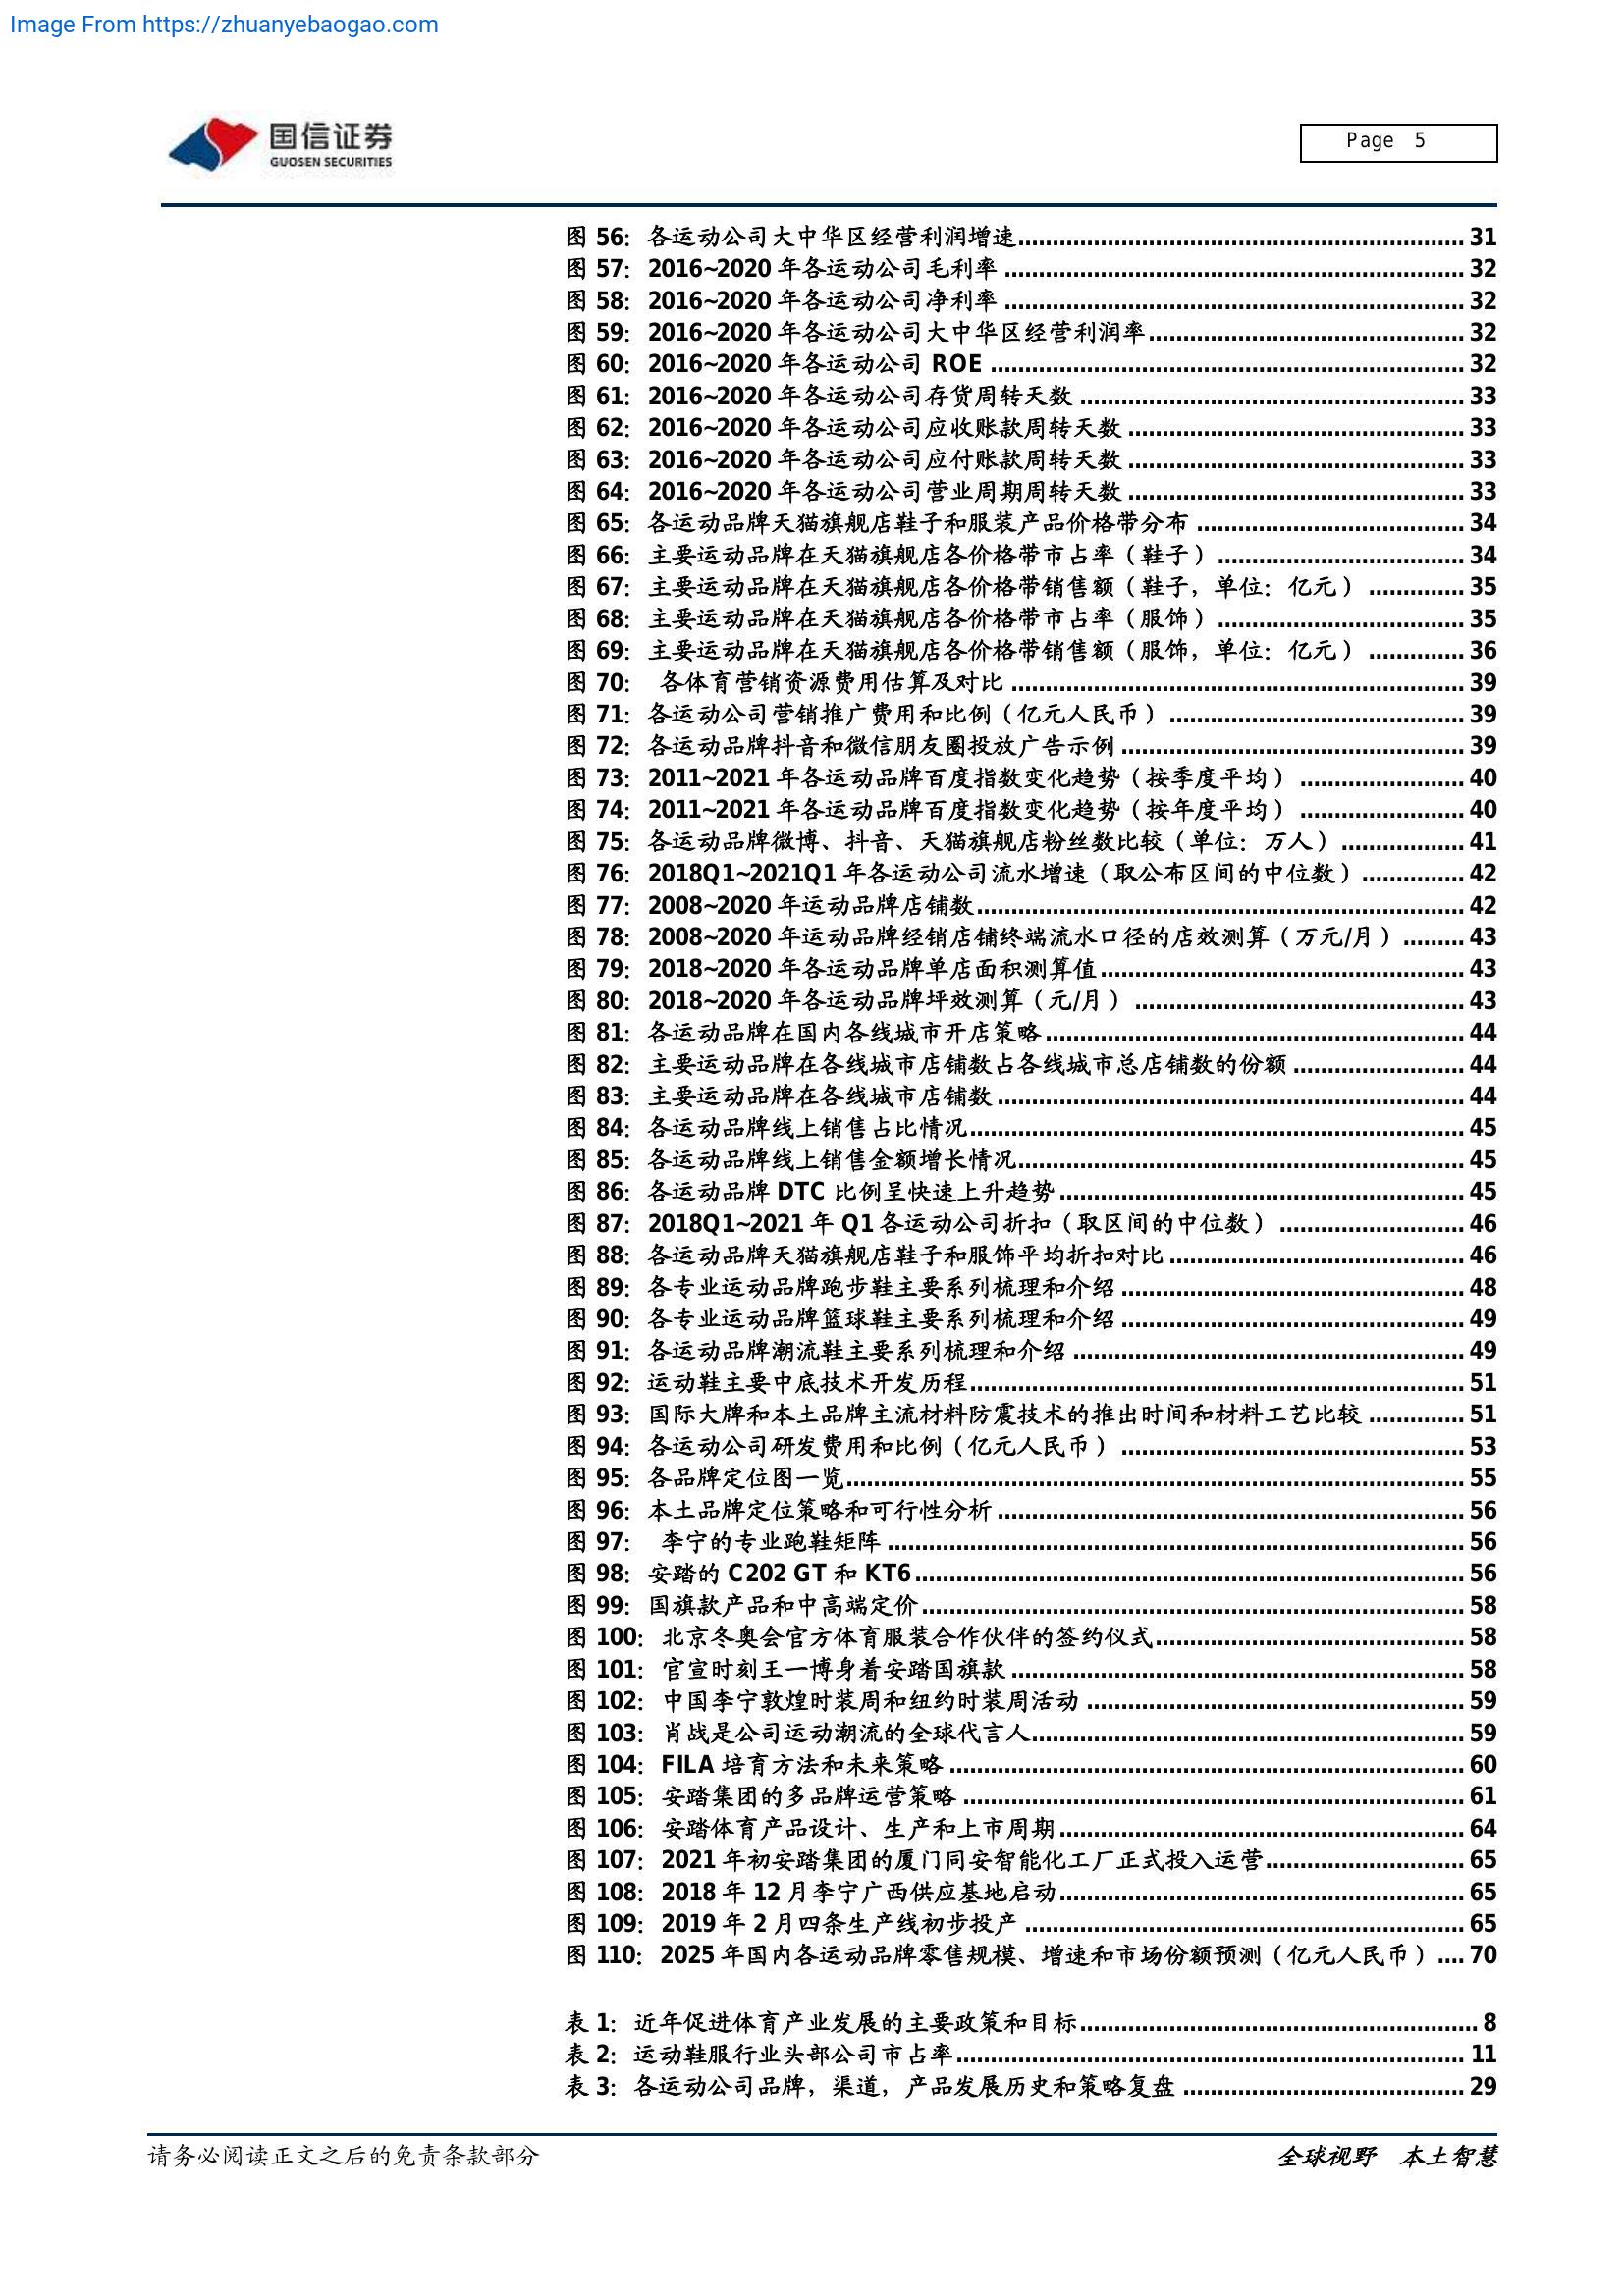 Image From https://zhuanyebaogao.com
国信证券
GUOSEN SECURITIES
Page 5
图 56：各运动公司大中华区经营利润增速................................................................ 31
图 57：2016~2020 年各运动公司毛利率 ................................................................ 32
图 58：2016~2020 年各运动公司净利率 ................................................................ 32
图 59：2016~2020 年各运动公司大中华区经营利润率............................................. 32
图 60：2016~2020 年各运动公司 ROE .................................................................. 32
图 61：2016~2020 年各运动公司存货周转天数 ...................................................... 33
图 62：2016~2020 年各运动公司应收账款周转天数 ................................................ 33
图 63：2016~2020 年各运动公司应付账款周转天数 ................................................ 33
图 64：2016~2020 年各运动公司营业周期周转天数 ................................................ 33
图 65：各运动品牌天猫旗舰店鞋子和服装产品价格带分布 ...................................... 34
图 66：主要运动品牌在天猫旗舰店各价格带市占率（鞋子） ................................... 34
图 67：主要运动品牌在天猫旗舰店各价格带销售额（鞋子，单位：亿元） .............. 35
图 68：主要运动品牌在天猫旗舰店各价格带市占率（服饰） ................................... 35
图 69：主要运动品牌在天猫旗舰店各价格带销售额（服饰，单位：亿元） .............. 36
图 70： 各体育营销资源费用估算及对比 ................................................................ 39
图 71：各运动公司营销推广费用和比例（亿元人民币） .......................................... 39
图 72：各运动品牌抖音和微信朋友圈投放广告示例 ................................................. 39
图 73：2011~2021 年各运动品牌百度指数变化趋势（按季度平均） ........................ 40
图 74：2011~2021 年各运动品牌百度指数变化趋势（按年度平均） ........................ 40
图 75：各运动品牌微博、抖音、天猫旗舰店粉丝数比较（单位：万人） .................. 41
图 76：2018Q1~2021Q1 年各运动公司流水增速（取公布区间的中位数） ............... 42
图 77：2008~2020 年运动品牌店铺数...................................................................... 42
图 78：2008~2020 年运动品牌经销店铺终端流水口径的店效测算（万元/月） ......... 43
图 79：2018~2020 年各运动品牌单店面积测算值.................................................... 43
图 80：2018~2020 年各运动品牌坪效测算（元/月） ............................................... 43
图 81：各运动品牌在国内各线城市开店策略............................................................ 44
图 82：主要运动品牌在各线城市店铺数占各线城市总店铺数的份额 ........................ 44
图 83：主要运动品牌在各线城市店铺数 ................................................................... 44
图 84：各运动品牌线上销售占比情况....................................................................... 45
图 85：各运动品牌线上销售金额增长情况................................................................ 45
图 86：各运动品牌 DTC 比例呈快速上升趋势.......................................................... 45
图 87：2018Q1~2021 年 Q1 各运动公司折扣（取区间的中位数） .......................... 46
图 88：各运动品牌天猫旗舰店鞋子和服饰平均折扣对比 .......................................... 46
图 89：各专业运动品牌跑步鞋主要系列梳理和介绍 ................................................. 48
图 90：各专业运动品牌篮球鞋主要系列梳理和介绍 ................................................. 49
图 91：各运动品牌潮流鞋主要系列梳理和介绍 ........................................................ 49
图 92：运动鞋主要中底技术开发历程....................................................................... 51
图 93：国际大牌和本土品牌主流材料防震技术的推出时间和材料工艺比较 .............. 51
图 94：各运动公司研发费用和比例（亿元人民币） ................................................. 53
图 95：各品牌定位图一览......................................................................................... 55
图 96：本土品牌定位策略和可行性分析 ................................................................... 56
图 97： 李宁的专业跑鞋矩阵 ................................................................................... 56
图 98：安踏的 C202 GT 和 KT6............................................................................... 56
图 99：国旗款产品和中高端定价.............................................................................. 58
图 100：北京冬奥会官方体育服装合作伙伴的签约仪式............................................ 58
图 101：官宣时刻王一博身着安踏国旗款 ................................................................. 58
图 102：中国李宁敦煌时装周和纽约时装周活动 ...................................................... 59
图 103：肖战是公司运动潮流的全球代言人.............................................................. 59
图 104：FILA 培育方法和未来策略 .......................................................................... 60
图 105：安踏集团的多品牌运营策略 ........................................................................ 61
图 106：安踏体育产品设计、生产和上市周期.......................................................... 64
图 107：2021 年初安踏集团的厦门同安智能化工厂正式投入运营............................ 65
图 108：2018 年 12 月李宁广西供应基地启动.......................................................... 65
图 109：2019 年 2 月四条生产线初步投产 ............................................................... 65
图 110：2025 年国内各运动品牌零售规模、增速和市场份额预测（亿元人民币） .... 70
表 1：近年促进体育产业发展的主要政策和目标......................................................... 8
表 2：运动鞋服行业头部公司市占率......................................................................... 11
表 3：各运动公司品牌，渠道，产品发展历史和策略复盘 ........................................ 29
请务必阅读正文之后的免责条款部分
全球视野 本土智慧